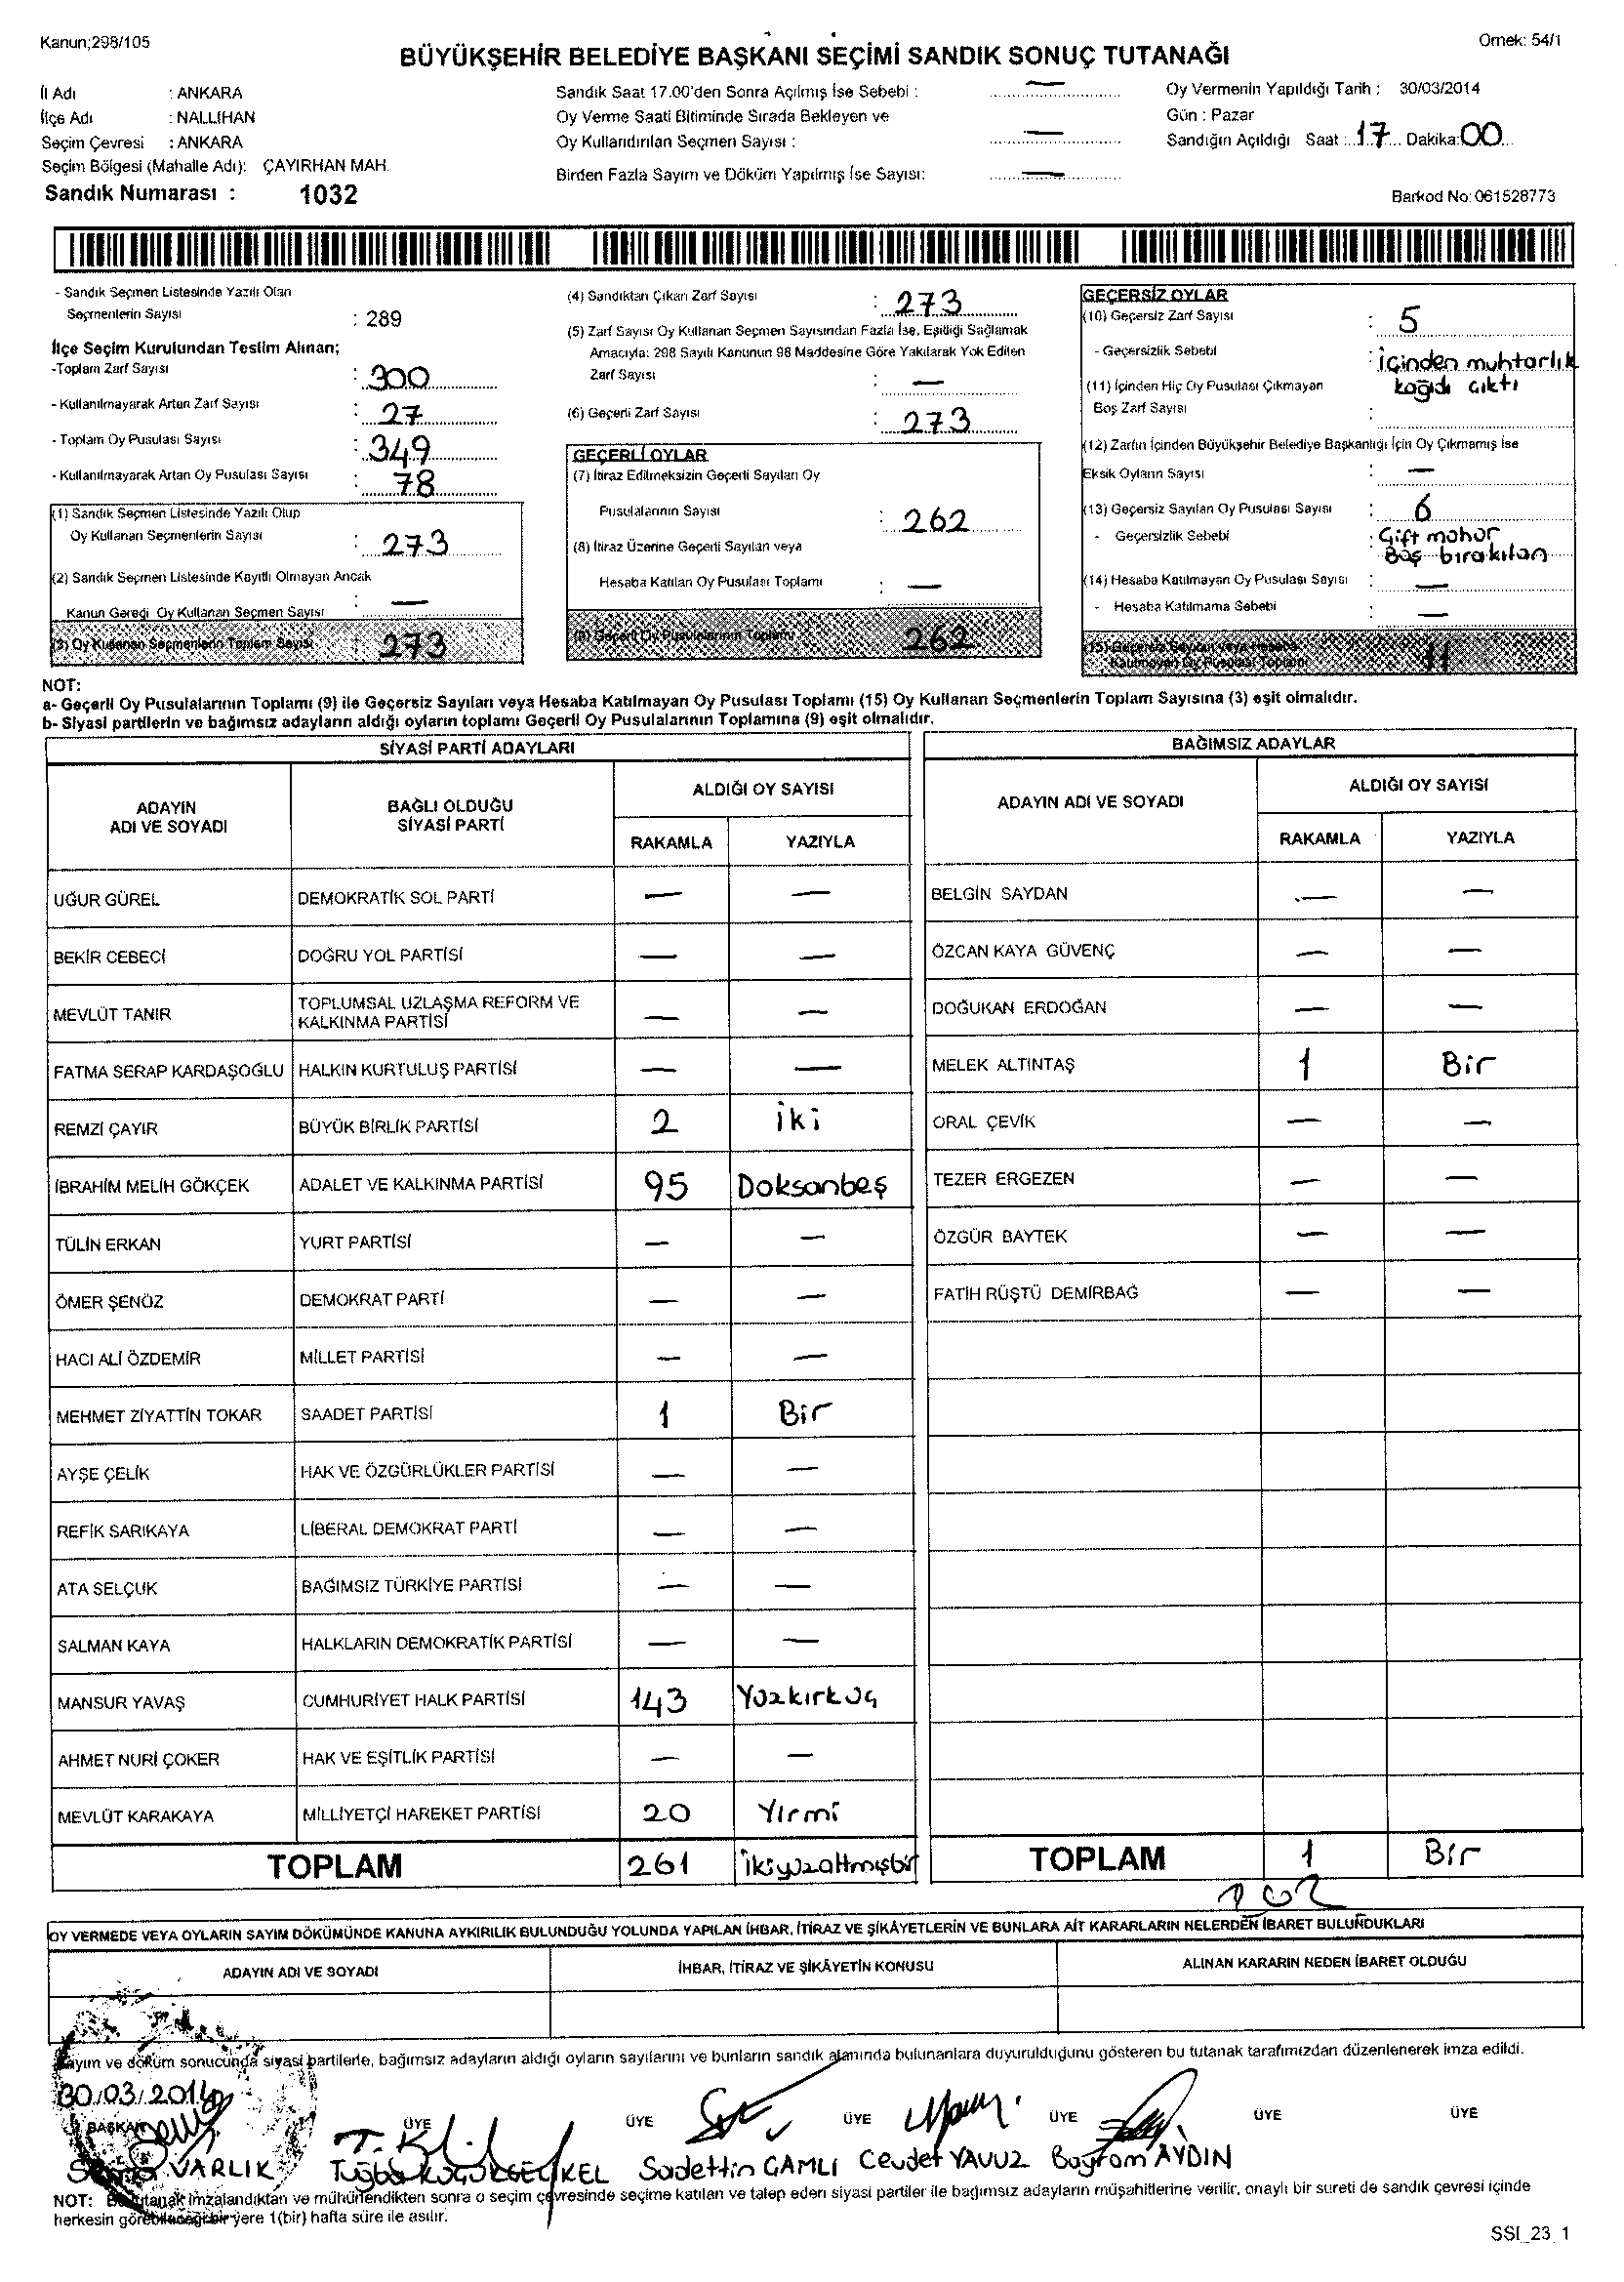 Kanun;298/105
Örnek: 54/1
BÜYÜKŞEHİR BELEDİYE BAŞKANI SEÇİMİ SANDIK SONUÇ TUTANAĞI
İl Adı : ANKARA
İlçe Adı : NALLIHAN
Seçim Çevresi : ANKARA
Seçim Bölgesi (Mahalle Adı): ÇAYIRHAN MAH.
Sandık Numarası : 1032
Sandık Saat 17.00'den Sonra Açılmış İse Sebebi : —
Oy Verme Saati Bitiminde Sırada Bekleyen ve
Oy Kullandırılan Seçmen Sayısı : —
Birden Fazla Sayım ve Döküm Yapılmış İse Sayısı: —
Oy Vermenin Yapıldığı Tarih : 30/03/2014
Gün : Pazar
Sandığın Açıldığı Saat : 17 Dakika: 00
Barkod No: 061528773
- Sandık Seçmen Listesinde Yazılı Olan
Seçmenlerin Sayısı : 289
İlçe Seçim Kurulundan Teslim Alınan;
-Toplam Zarf Sayısı : 300
- Kullanılmayarak Artan Zarf Sayısı : 27
- Toplam Oy Pusulası Sayısı : 349
- Kullanılmayarak Artan Oy Pusulası Sayısı : 78
(1) Sandık Seçmen Listesinde Yazılı Olup
Oy Kullanan Seçmenlerin Sayısı : 273
(2) Sandık Seçmen Listesinde Kayıtlı Olmayan Ancak
Kanun Gereği Oy Kullanan Seçmen Sayısı : —
(3) Oy Kullanan Seçmenlerin Toplam Sayısı : 273
(4) Sandıktan Çıkan Zarf Sayısı : 273
(5) Zarf Sayısı Oy Kullanan Seçmen Sayısından Fazla İse, Eşitliği Sağlamak
Amacıyla: 298 Sayılı Kanunun 98 Maddesine Göre Yakılarak Yok Edilen
Zarf Sayısı : —
(6) Geçerli Zarf Sayısı : 273
GEÇERLİ OYLAR
(7) İtiraz Edilmeksizin Geçerli Sayılan Oy
Pusulalarının Sayısı : 262
(8) İtiraz Üzerine Geçerli Sayılan veya
Hesaba Katılan Oy Pusulası Toplamı : —
(9) Geçerli Oy Pusulalarının Toplamı : 262
GEÇERSİZ OYLAR
(10) Geçersiz Zarf Sayısı : 5
- Geçersizlik Sebebi : İçinden muhtarlık
kağıdı çıktı
(11) İçinden Hiç Oy Pusulası Çıkmayan
Boş Zarf Sayısı :
(12) Zarfın İçinden Büyükşehir Belediye Başkanlığı İçin Oy Çıkmamış İse
Eksik Oyların Sayısı : —
(13) Geçersiz Sayılan Oy Pusulası Sayısı : 6
- Geçersizlik Sebebi : Çift mohür
Boş bırakılan
(14) Hesaba Katılmayan Oy Pusulası Sayısı : —
- Hesaba Katılmama Sebebi : —
(15) Geçersiz Sayılan veya Hesaba
Katılmayan Oy Pusulası Toplamı 11
NOT:
a- Geçerli Oy Pusulalarının Toplamı (9) ile Geçersiz Sayılan veya Hesaba Katılmayan Oy Pusulası Toplamı (15) Oy Kullanan Seçmenlerin Toplam Sayısına (3) eşit olmalıdır.
b- Siyasi partilerin ve bağımsız adayların aldığı oyların toplamı Geçerli Oy Pusulalarının Toplamına (9) eşit olmalıdır.
SİYASİ PARTİ ADAYLARI
ADAYIN ADI VE SOYADI BAĞLI OLDUĞU SİYASİ PARTİ ALDIĞI OY SAYISI
RAKAMLA YAZIYLA
UĞUR GÜREL DEMOKRATİK SOL PARTİ — —
BEKİR CEBECİ DOĞRU YOL PARTİSİ — —
MEVLÜT TANIR TOPLUMSAL UZLAŞMA REFORM VE KALKINMA PARTİSİ — —
FATMA SERAP KARDAŞOĞLU HALKIN KURTULUŞ PARTİSİ — —
REMZİ ÇAYIR BÜYÜK BİRLİK PARTİSİ 2 iki
İBRAHİM MELİH GÖKÇEK ADALET VE KALKINMA PARTİSİ 95 Doksanbeş
TÜLİN ERKAN YURT PARTİSİ — —
ÖMER ŞENÖZ DEMOKRAT PARTİ — —
HACI ALİ ÖZDEMİR MİLLET PARTİSİ — —
MEHMET ZİYATTİN TOKAR SAADET PARTİSİ 1 Bir
AYŞE ÇELİK HAK VE ÖZGÜRLÜKLER PARTİSİ — —
REFİK SARIKAYA LİBERAL DEMOKRAT PARTİ — —
ATA SELÇUK BAĞIMSIZ TÜRKİYE PARTİSİ — —
SALMAN KAYA HALKLARIN DEMOKRATİK PARTİSİ — —
MANSUR YAVAŞ CUMHURİYET HALK PARTİSİ 143 Yüzkırküç
AHMET NURİ ÇOKER HAK VE EŞİTLİK PARTİSİ — —
MEVLÜT KARAKAYA MİLLİYETÇİ HAREKET PARTİSİ 20 Yirmi
TOPLAM 261 ikiyüzaltmışbir
BAĞIMSIZ ADAYLAR
ADAYIN ADI VE SOYADI ALDIĞI OY SAYISI
RAKAMLA YAZIYLA
BELGİN SAYDAN — —
ÖZCAN KAYA GÜVENÇ — —
DOĞUKAN ERDOĞAN — —
MELEK ALTINTAŞ 1 Bir
ORAL ÇEVİK — —
TEZER ERGEZEN — —
ÖZGÜR BAYTEK — —
FATİH RÜŞTÜ DEMİRBAĞ — —
TOPLAM 1 Bir
OY VERMEDE VEYA OYLARIN SAYIM DÖKÜMÜNDE KANUNA AYKIRILIK BULUNDUĞU YOLUNDA YAPILAN İHBAR, İTİRAZ VE ŞİKÂYETLERİN VE BUNLARA AİT KARARLARIN NELERDEN İBARET BULUNDUKLARI
ADAYIN ADI VE SOYADI İHBAR, İTİRAZ VE ŞİKÂYETİN KONUSU ALINAN KARARIN NEDEN İBARET OLDUĞU
Sayım ve döküm sonucunda siyasi partilerle, bağımsız adayların aldığı oyların sayılarını ve bunların sandık alanında bulunanlara duyurulduğunu gösteren bu tutanak tarafımızdan düzenlenerek imza edildi.
30/03/2014
BAŞKAN ÜYE ÜYE ÜYE ÜYE ÜYE ÜYE
VARLIK Tuğba Sadettin CAMLI Cevdet YAVUZ Bayram AYDIN
NOT: Bu tutanak imzalandıktan ve mühürlendikten sonra o seçim çevresinde seçime katılan ve talep eden siyasi partiler ile bağımsız adayların müşahitlerine verilir, onaylı bir sureti de sandık çevresi içinde
herkesin görebileceği bir yere 1(bir) hafta süre ile asılır.
SSI_23_1